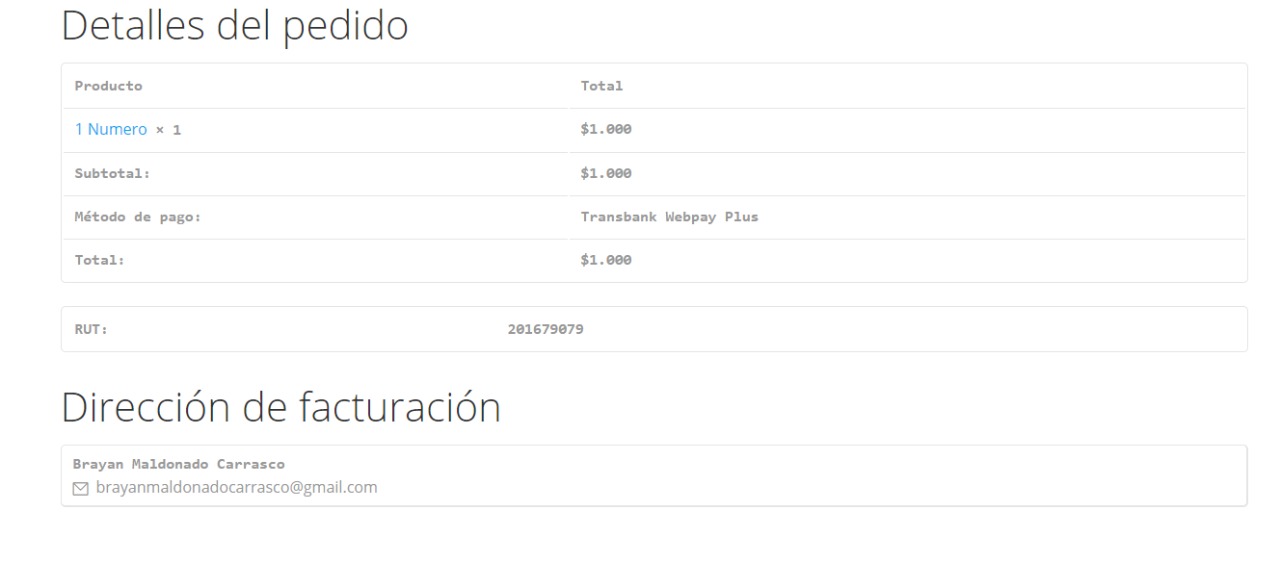 Detalles del pedido
Producto Total
1 Numero × 1 $1.000
Subtotal: $1.000
Método de pago: Transbank Webpay Plus
Total: $1.000
RUT: 201679079
Dirección de facturación
Brayan Maldonado Carrasco
brayanmaldonadocarrasco@gmail.com